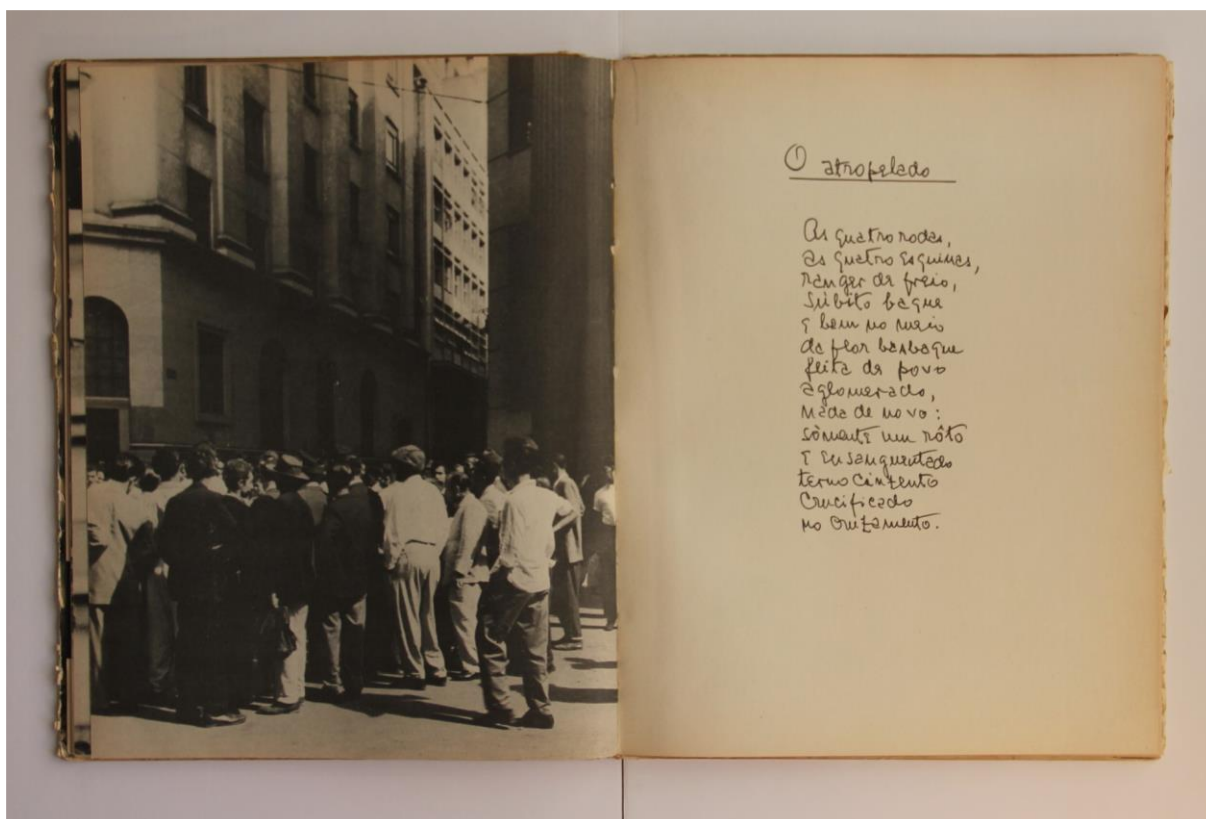 O atropelado
As quatro rodas,
as quatro esquinas,
ranger de freio,
súbito baque
e bem no meio
da flor basbaque
feita de povo
aglomerado,
nada de novo:
sòmente um rôto
e ensanguentado
terno cinzento
crucificado
no cruzamento.